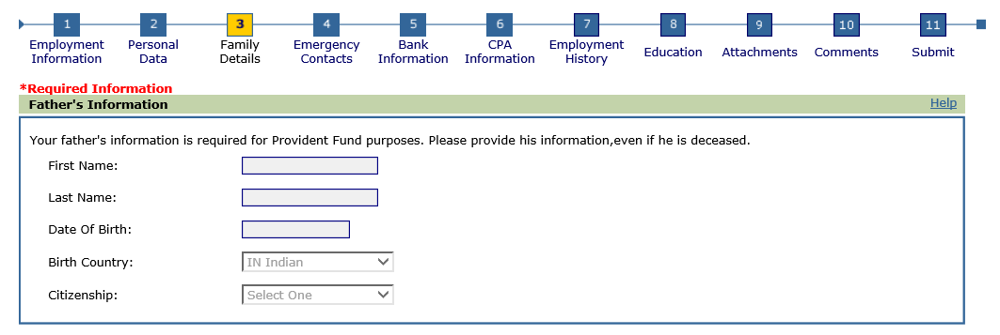 1 2 3 4 5 6 7 8 9 10 11
Employment Personal Family Emergency Bank CPA Employment Education Attachments Comments Submit
Information Data Details Contacts Information Information History
*Required Information
Father's Information Help
Your father's information is required for Provident Fund purposes. Please provide his information,even if he is deceased.
First Name:
Last Name:
Date Of Birth:
Birth Country: IN Indian
Citizenship: Select One